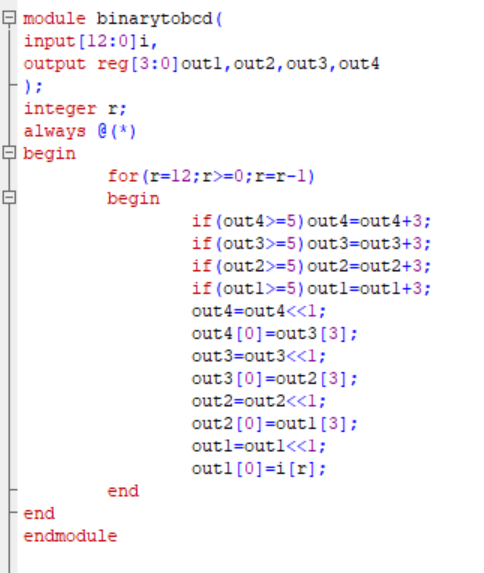 module binarytobcd(
input[12:0]i,
output reg[3:0]out1,out2,out3,out4
);
integer r;
always @(*)
begin
for(r=12;r>=0;r=r-1)
begin
if(out4>=5)out4=out4+3;
if(out3>=5)out3=out3+3;
if(out2>=5)out2=out2+3;
if(out1>=5)out1=out1+3;
out4=out4<<1;
out4[0]=out3[3];
out3=out3<<1;
out3[0]=out2[3];
out2=out2<<1;
out2[0]=out1[3];
out1=out1<<1;
out1[0]=i[r];
end
end
endmodule